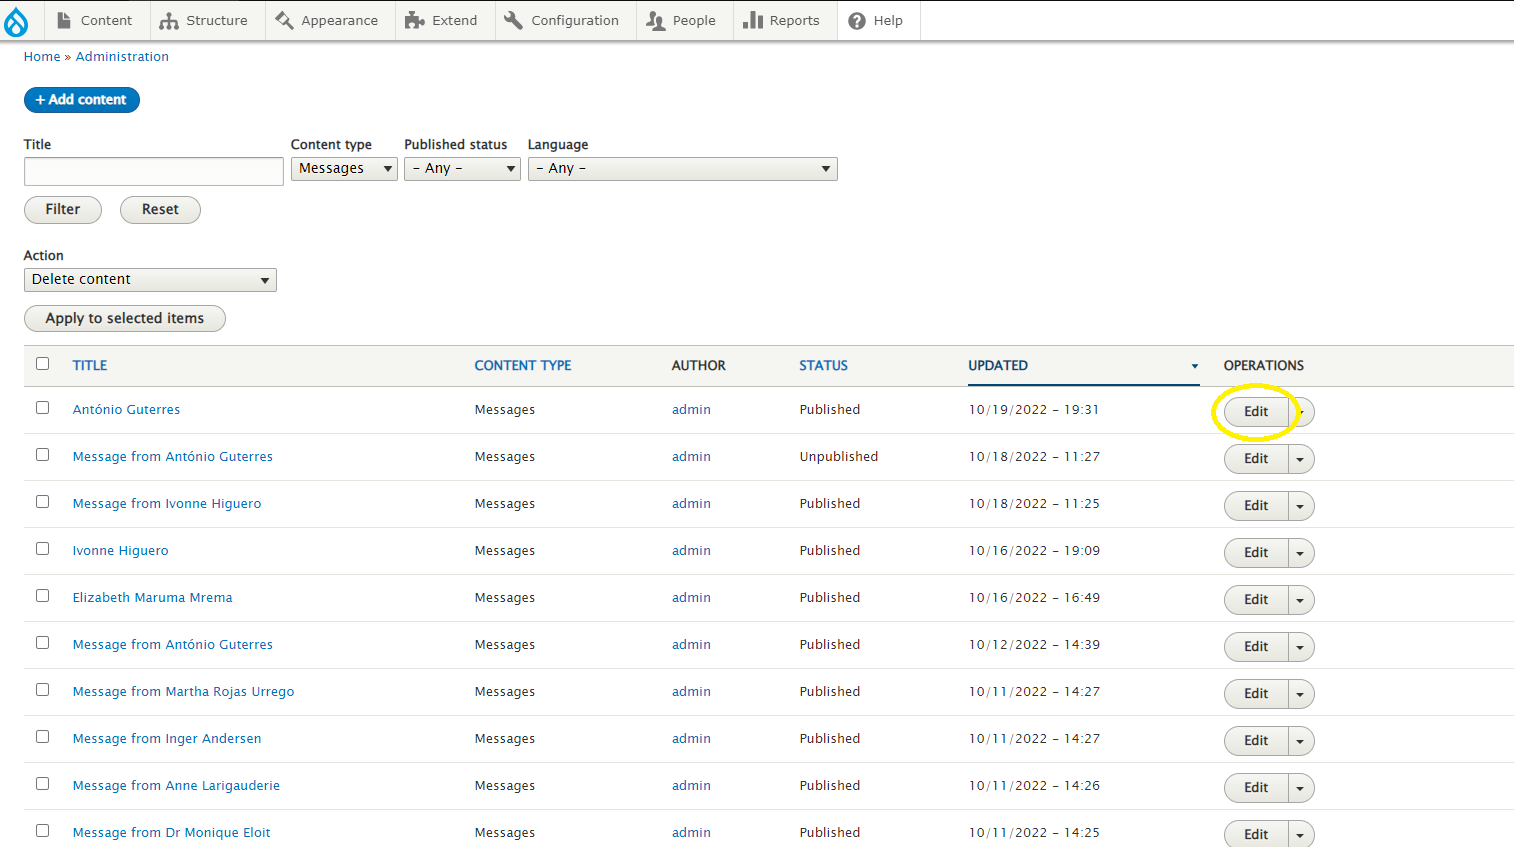 Content Structure Appearance Extend Configuration People Reports Help
Home » Administration
+ Add content
Title Content type Published status Language
Messages - Any - - Any -
Filter Reset
Action
Delete content
Apply to selected items
TITLE CONTENT TYPE AUTHOR STATUS UPDATED OPERATIONS
António Guterres Messages admin Published 10/19/2022 - 19:31 Edit
Message from António Guterres Messages admin Unpublished 10/18/2022 - 11:27 Edit
Message from Ivonne Higuero Messages admin Published 10/18/2022 - 11:25 Edit
Ivonne Higuero Messages admin Published 10/16/2022 - 19:09 Edit
Elizabeth Maruma Mrema Messages admin Published 10/16/2022 - 16:49 Edit
Message from António Guterres Messages admin Published 10/12/2022 - 14:39 Edit
Message from Martha Rojas Urrego Messages admin Published 10/11/2022 - 14:27 Edit
Message from Inger Andersen Messages admin Published 10/11/2022 - 14:27 Edit
Message from Anne Larigauderie Messages admin Published 10/11/2022 - 14:26 Edit
Message from Dr Monique Eloit Messages admin Published 10/11/2022 - 14:25 Edit